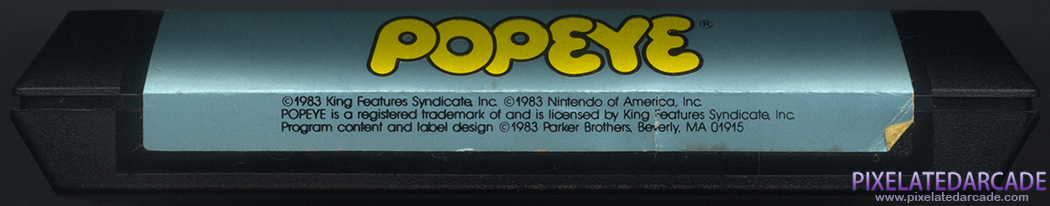 POPEYE®
©1983 King Features Syndicate, Inc. ©1983 Nintendo of America, Inc.
POPEYE is a registered trademark of and is licensed by King Features Syndicate, Inc.
Program content and label design ©1983 Parker Brothers, Beverly, MA 01915
PIXELATEDARCADE
www.pixelatedarcade.com